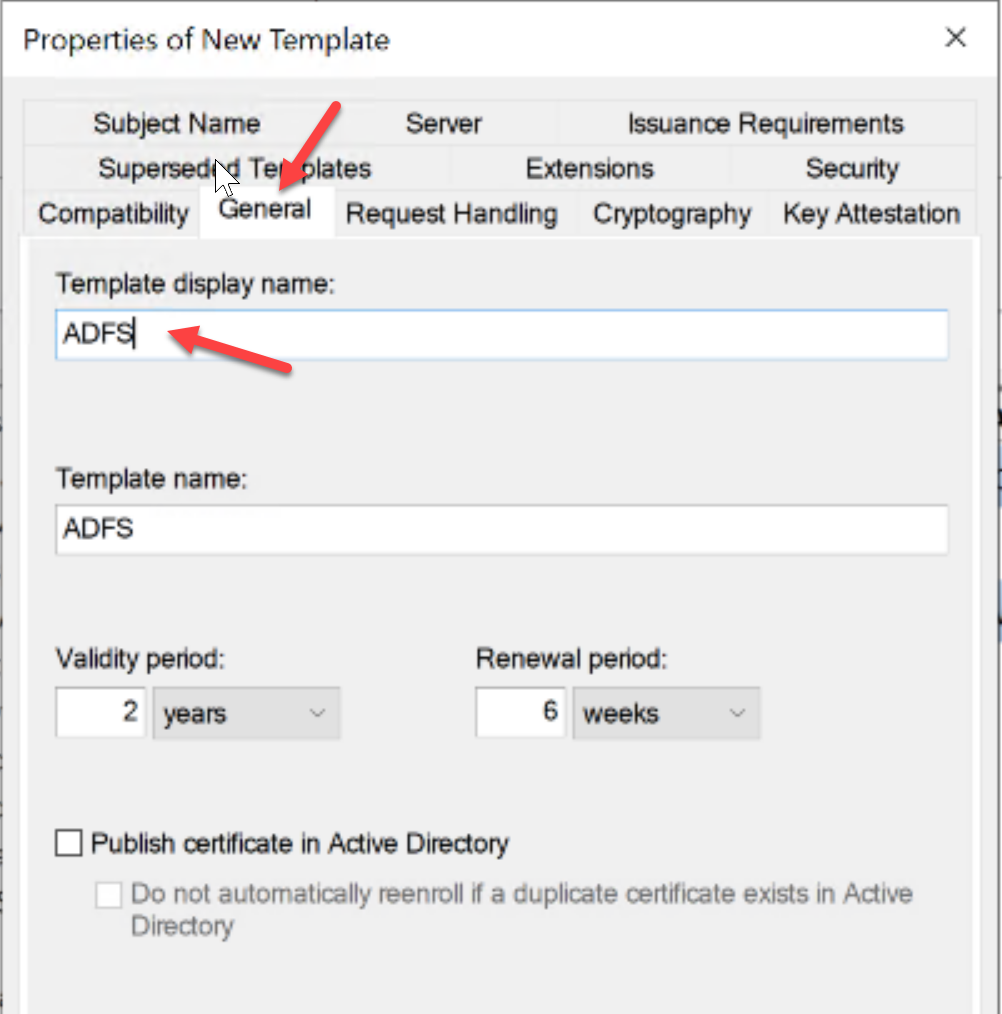 Properties of New Template
Subject Name Server Issuance Requirements
Superseded Templates Extensions Security
Compatibility General Request Handling Cryptography Key Attestation
Template display name:
ADFS
Template name:
ADFS
Validity period: Renewal period:
2 years 6 weeks
Publish certificate in Active Directory
Do not automatically reenroll if a duplicate certificate exists in Active
Directory